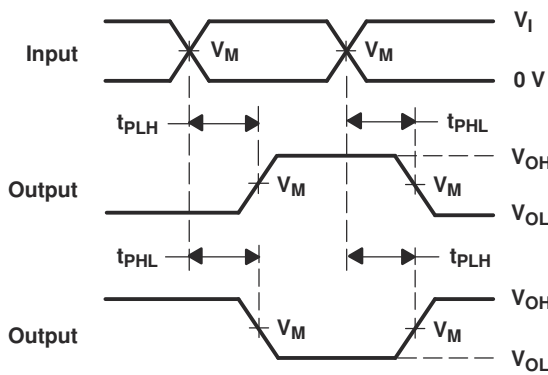 V_I
Input V_M V_M
0 V
t_PLH t_PHL
V_OH
Output V_M V_M
V_OL
t_PHL t_PLH
V_OH
Output V_M V_M
V_OL